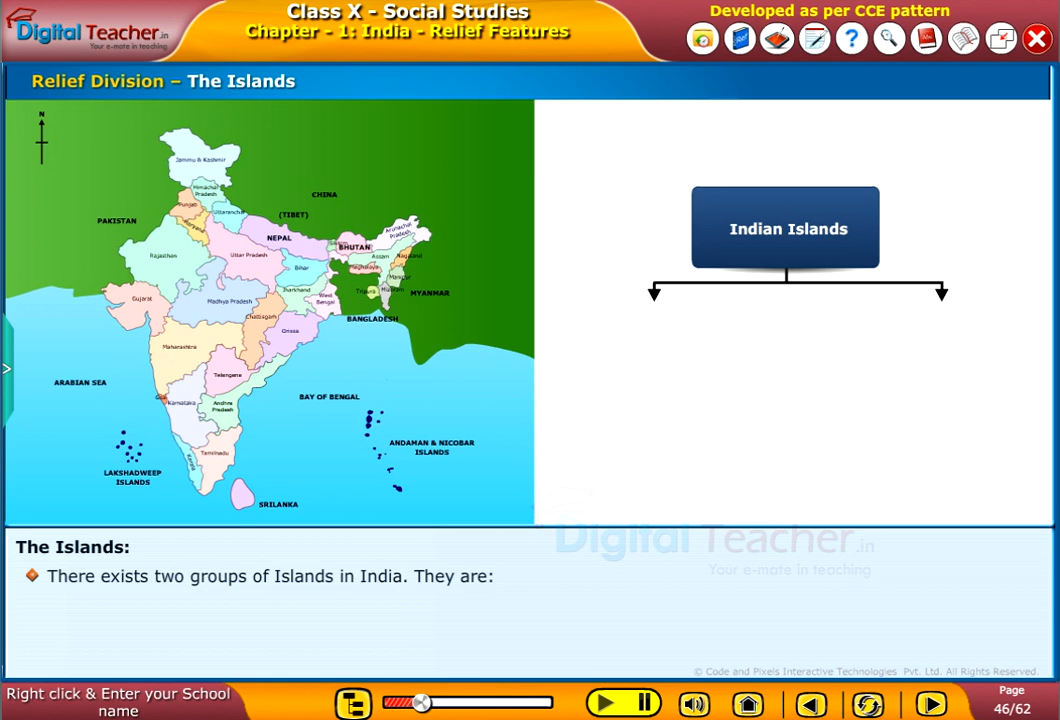 Digital Teacher.in
Your e-mate in teaching
Class X - Social Studies
Chapter - 1: India - Relief Features
Developed as per CCE pattern
Relief Division – The Islands
N
Jammu & Kashmir
Himachal
Pradesh
Punjab
Uttaranchal
Haryana
CHINA
(TIBET)
PAKISTAN
NEPAL
BHUTAN
Arunachal
Pradesh
Sikkim
Assam
Nagaland
Rajasthan
Uttar Pradesh
Bihar
Meghalaya
Manipur
Jharkhand
Tripura
Mizoram
MYANMAR
Gujarat
Madhya Pradesh
West
Bengal
Chattisgarh
BANGLADESH
Orissa
Maharashtra
Telangana
ARABIAN SEA
BAY OF BENGAL
Goa
Karnataka
Andhra
Pradesh
ANDAMAN & NICOBAR
ISLANDS
Tamilnadu
Kerala
LAKSHADWEEP
ISLANDS
SRILANKA
Indian Islands
The Islands:
There exists two groups of Islands in India. They are:
Digital Teacher.in
Your e-mate in teaching
© Code and Pixels Interactive Technologies Pvt. Ltd. All Rights Reserved.
Right click & Enter your School
name
Page
46/62